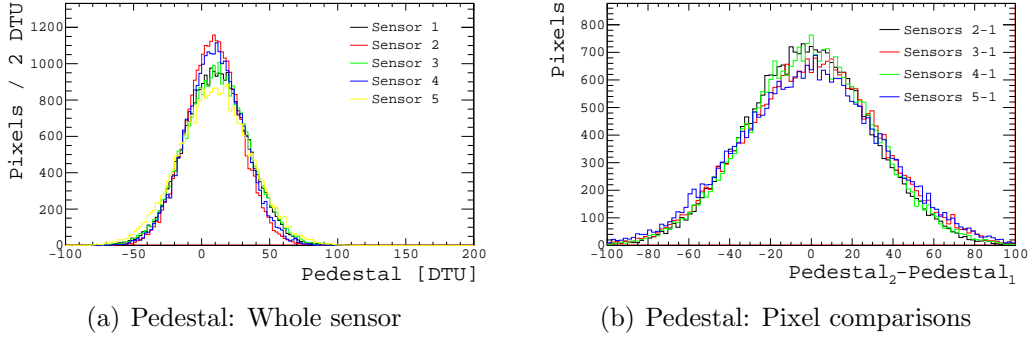 Pixels / 2 DTU
1200
1000
800
600
400
200
0
−100
−50
0
50
100
150
200
Pedestal [DTU]
Sensor 1
Sensor 2
Sensor 3
Sensor 4
Sensor 5
(a) Pedestal: Whole sensor
Pixels
800
700
600
500
400
300
200
100
0
−100
−80
−60
−40
−20
0
20
40
60
80
100
Pedestal₂−Pedestal₁
Sensors 2-1
Sensors 3-1
Sensors 4-1
Sensors 5-1
(b) Pedestal: Pixel comparisons